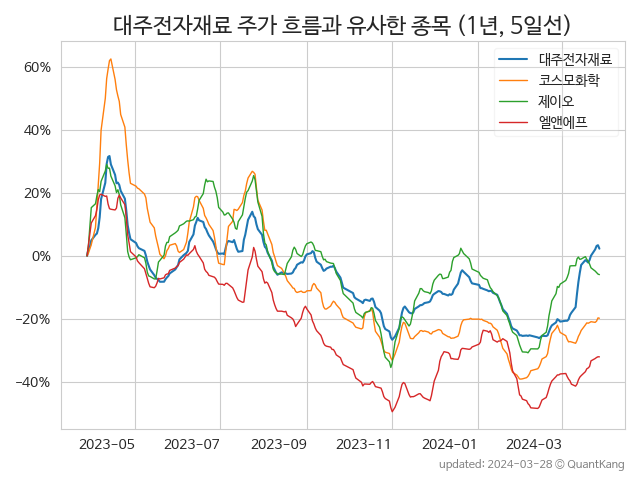 대주전자재료 주가 흐름과 유사한 종목 (1년, 5일선)
대주전자재료
코스모화학
제이오
엘앤에프
60%
40%
20%
0%
−20%
−40%
2023-05 2023-07 2023-09 2023-11 2024-01 2024-03
updated: 2024-03-28 © QuantKang